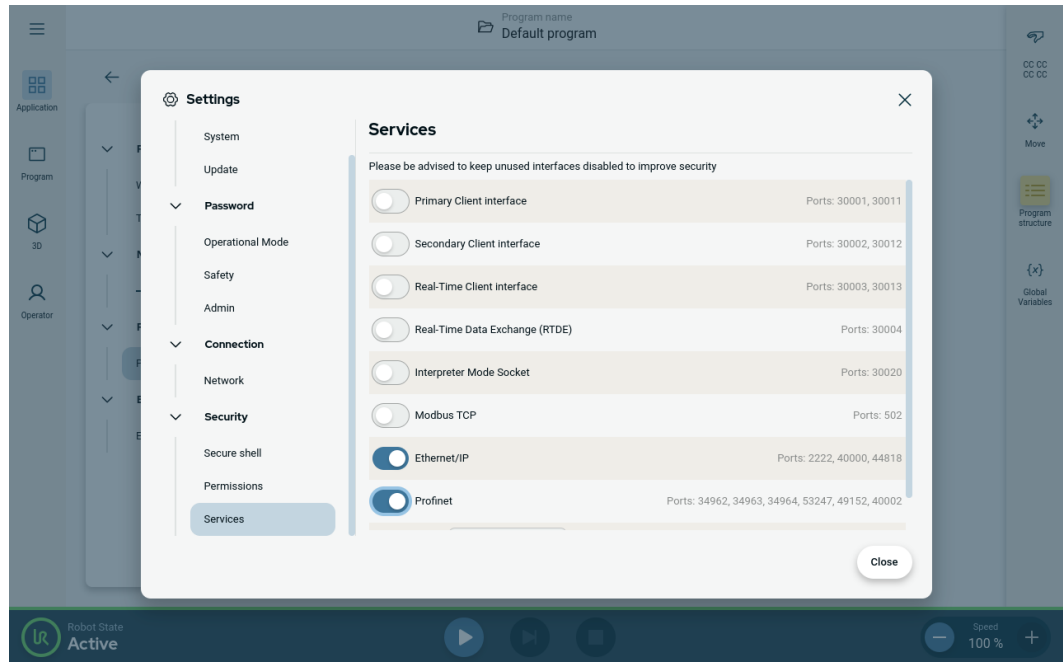 Program name
Default program
Application
Program
3D
Operator
Settings
System
Update
Password
Operational Mode
Safety
Admin
Connection
Network
Security
Secure shell
Permissions
Services
Services
Please be advised to keep unused interfaces disabled to improve security
Primary Client interface Ports: 30001, 30011
Secondary Client interface Ports: 30002, 30012
Real-Time Client interface Ports: 30003, 30013
Real-Time Data Exchange (RTDE) Ports: 30004
Interpreter Mode Socket Ports: 30020
Modbus TCP Ports: 502
Ethernet/IP Ports: 2222, 40000, 44818
Profinet Ports: 34962, 34963, 34964, 53247, 49152, 40002
Close
CC CC
CC CC
Move
Program
structure
{x}
Global
Variables
UR
Robot State
Active
Speed
100 %